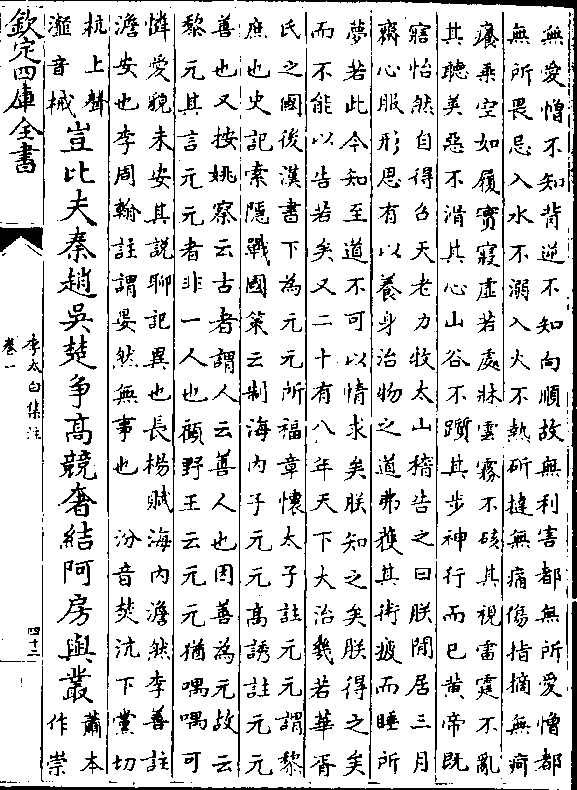 無愛憎不知背逆不知向順故無利害都無所愛憎都
無所畏忌入水不溺入火不熱斫撻無痛傷指摘無痟
癢乘空如履實寢虛若處牀雲霧不硋其視雷霆不亂
其聽美惡不滑其心山谷不躓其步神行而已黃帝既
寤怡然自得召天老力牧太山稽告之曰朕閒居三月
齋心服形思有以養身治物之道弗獲其術疲而睡所
夢若此今知至道不可以情求矣朕知之矣朕得之矣
而不能以告若矣又二十有八年天下大治幾若華胥
氏之國後漢書下為元元所福章懷太子註元元謂黎
庶也史記索隱戰國策云制海內子元元高誘註元元
善也又按姚察云古者謂人云善人也因善為元故云
黎元其言元元者非一人也顧野王云元元猶喁喁可
憐愛貌未安其說聊記異也長楊賦海內澹然李善註
澹安也李周翰註謂晏然無事也 汾音焚沆下黨切
杭上聲
瀣音械
豈比夫秦趙吳楚爭高競奢結阿房與叢
蕭本
作崇
欽定四庫全書
李太白集注
卷一
四十三